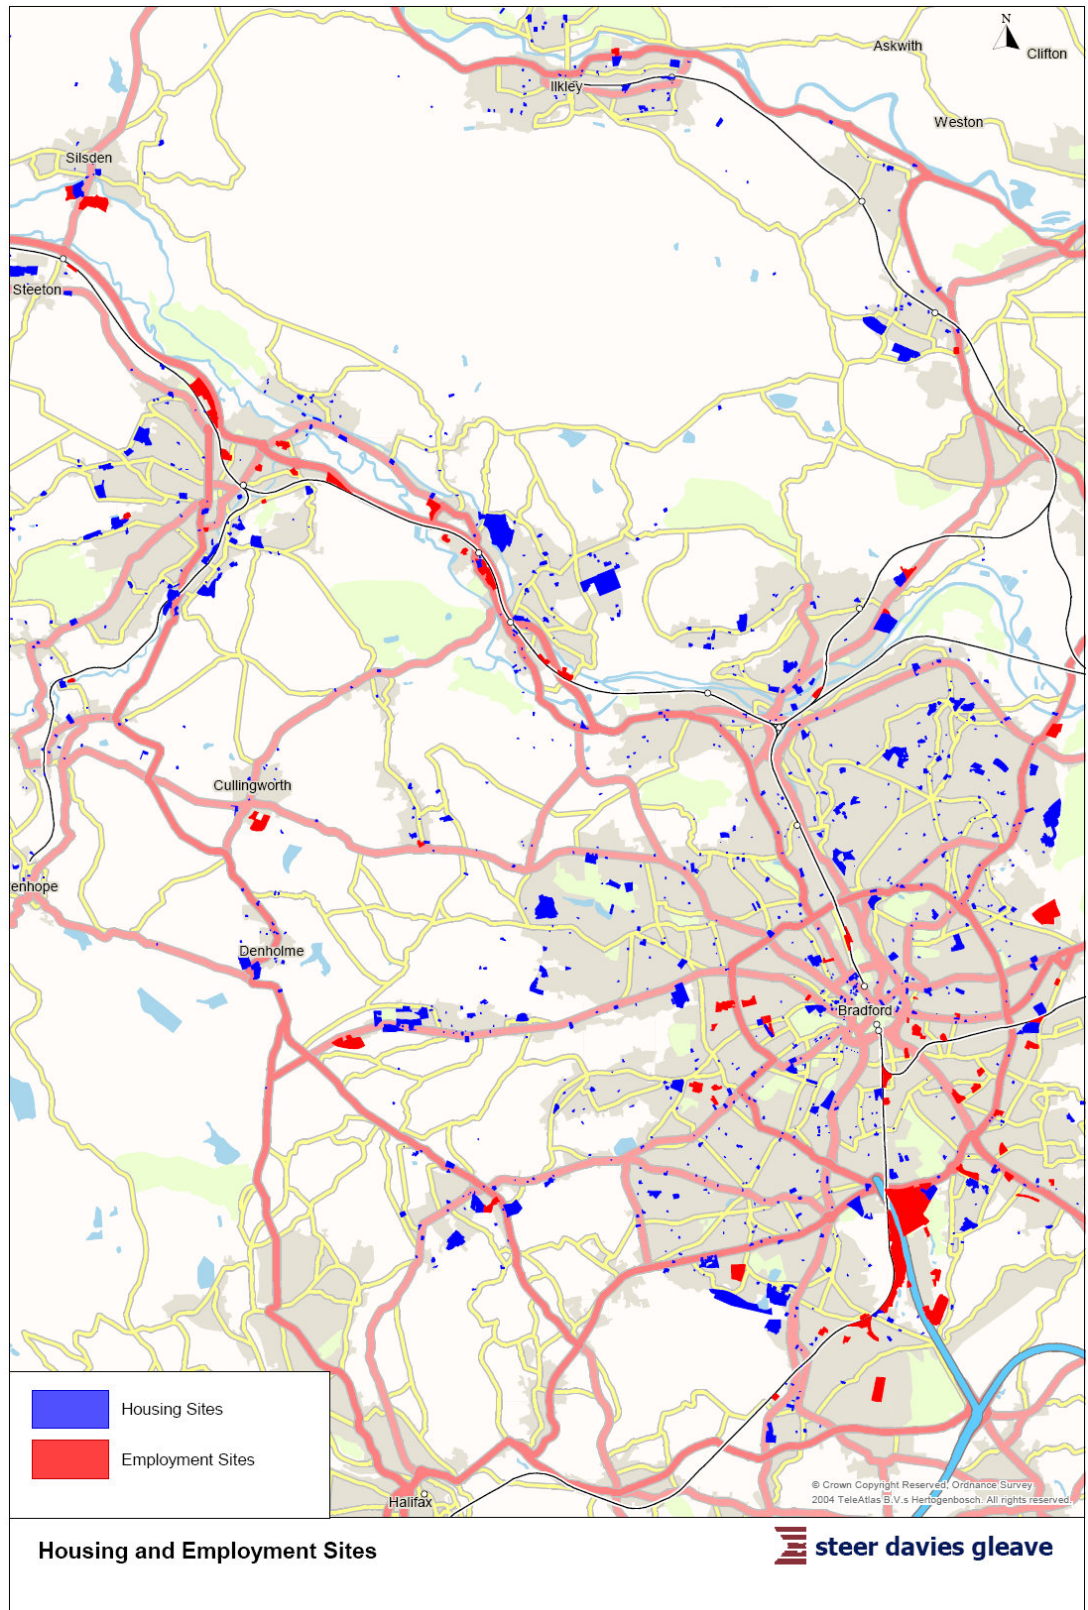 N
Askwith
Clifton
Ilkley
Weston
Silsden
Steeton
Cullingworth
enhope
Denholme
Bradford
Housing Sites
Employment Sites
Halifax
© Crown Copyright Reserved, Ordnance Survey
2004 TeleAtlas B.V.s Hertogenbosch. All rights reserved.
Housing and Employment Sites
steer davies gleave